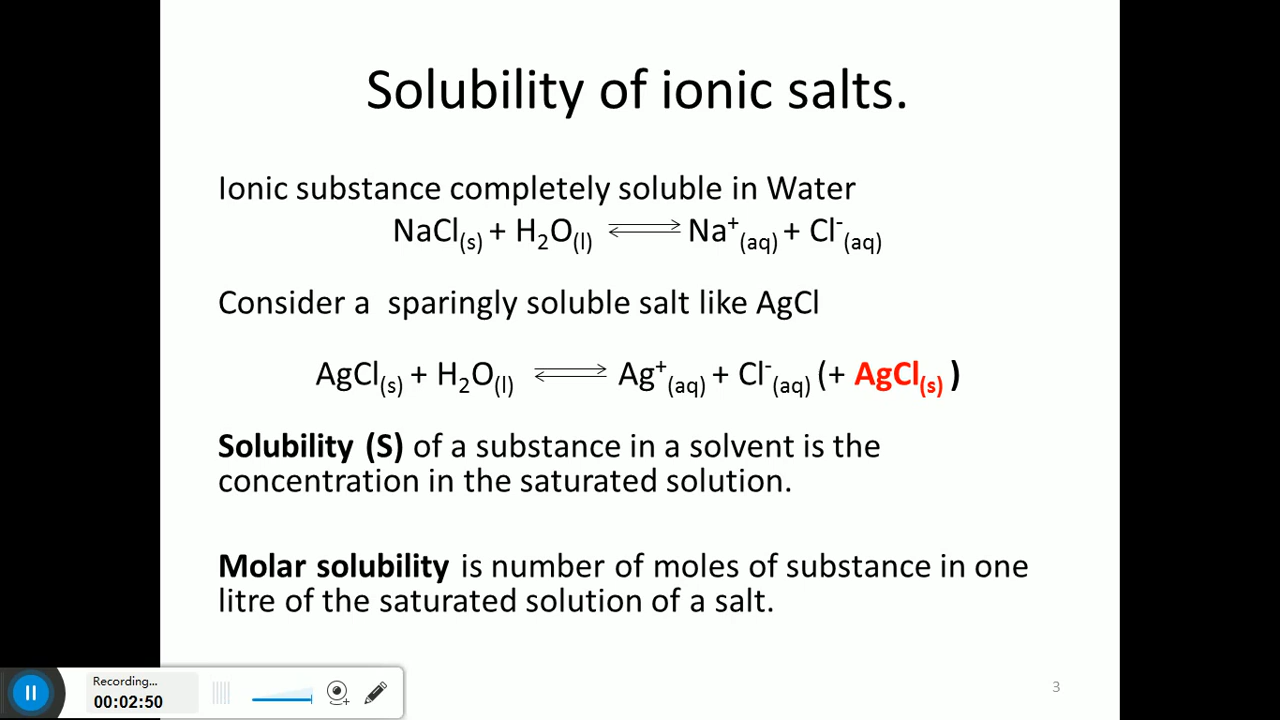 Solubility of ionic salts.
Ionic substance completely soluble in Water
NaCl(s) + H2O(l) ⇌ Na+(aq) + Cl-(aq)
Consider a sparingly soluble salt like AgCl
AgCl(s) + H2O(l) ⇌ Ag+(aq) + Cl-(aq) (+ AgCl(s) )
Solubility (S) of a substance in a solvent is the
concentration in the saturated solution.
Molar solubility is number of moles of substance in one
litre of the saturated solution of a salt.
Recording...
00:02:50
3